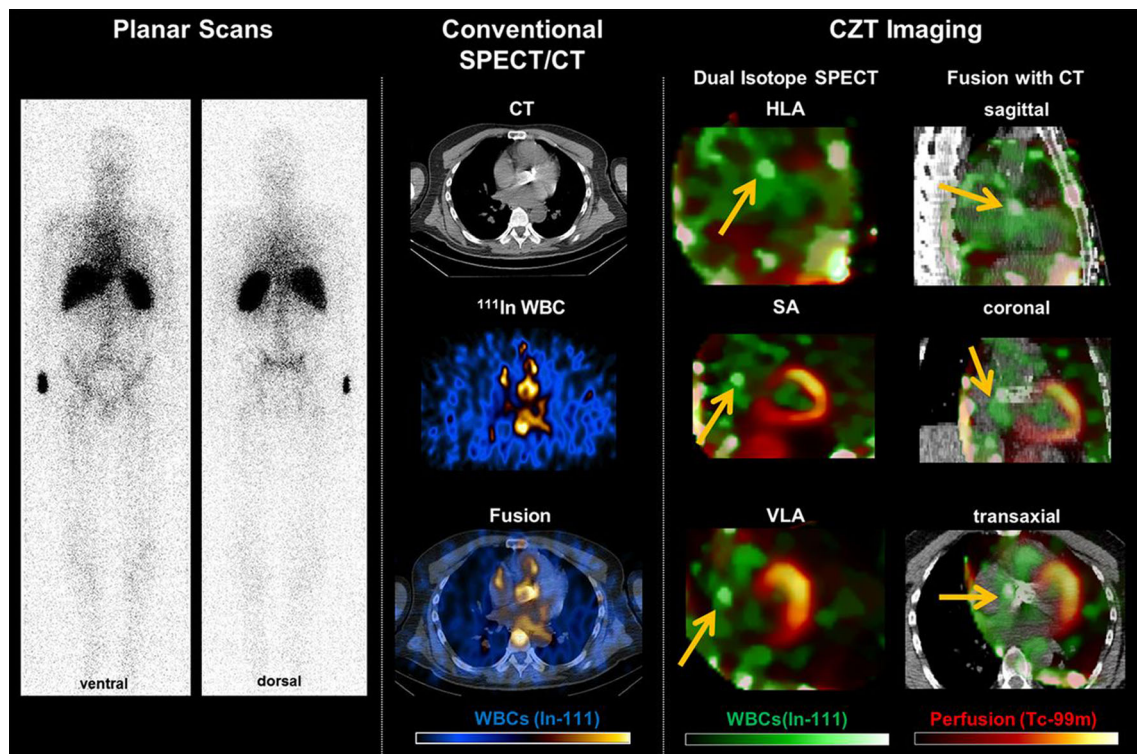 Planar Scans
ventral
dorsal
Conventional
SPECT/CT
CT
¹¹¹In WBC
Fusion
WBCs (In-111)
CZT Imaging
Dual Isotope SPECT
HLA
SA
VLA
WBCs(In-111)
Fusion with CT
sagittal
coronal
transaxial
Perfusion (Tc-99m)